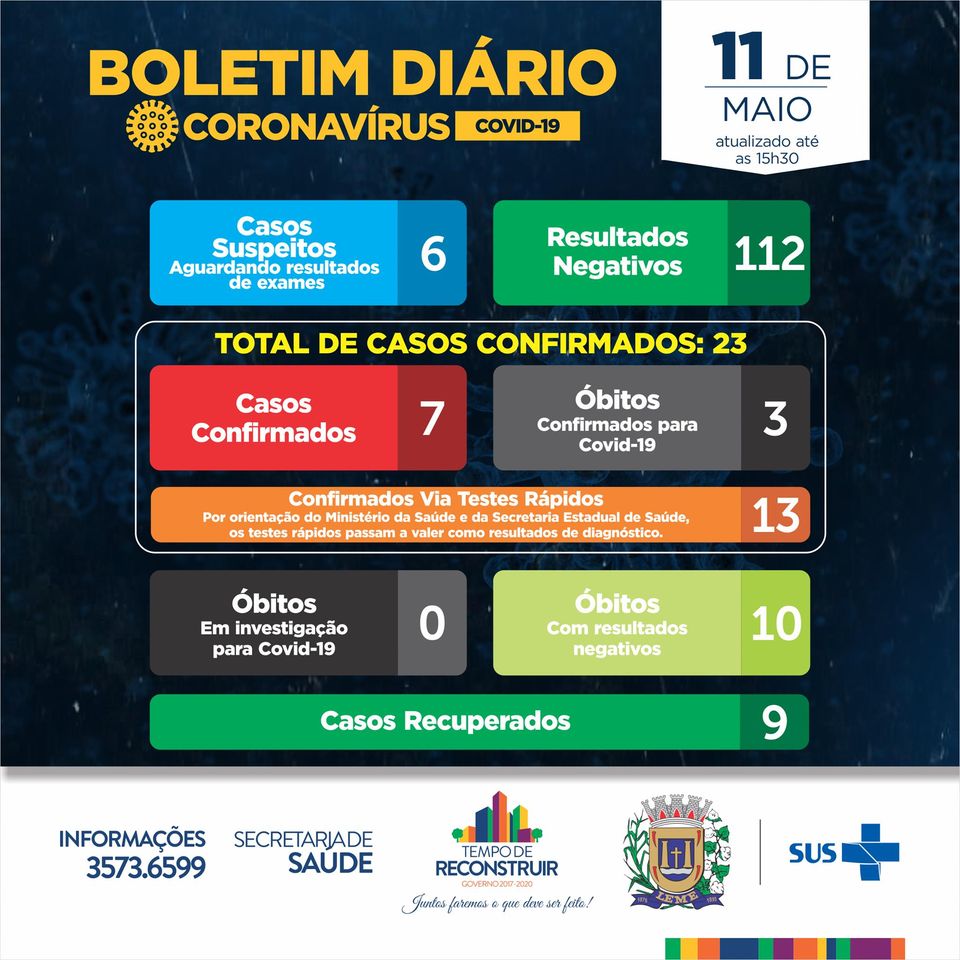 BOLETIM DIÁRIO
CORONAVÍRUS COVID-19
11 DE
MAIO
atualizado até
as 15h30
Casos
Suspeitos
Aguardando resultados
de exames
6
Resultados
Negativos
112
TOTAL DE CASOS CONFIRMADOS: 23
Casos
Confirmados
7
Óbitos
Confirmados para
Covid-19
3
Confirmados Via Testes Rápidos
Por orientação do Ministério da Saúde e da Secretaria Estadual de Saúde,
os testes rápidos passam a valer como resultados de diagnóstico.
13
Óbitos
Em investigação
para Covid-19
0
Óbitos
Com resultados
negativos
10
Casos Recuperados
9
INFORMAÇÕES
3573.6599
SECRETARIA DE
SAÚDE
TEMPO DE
RECONSTRUIR
GOVERNO 2017-2020
Juntos faremos o que deve ser feito!
1876 LEME 1895
SUS